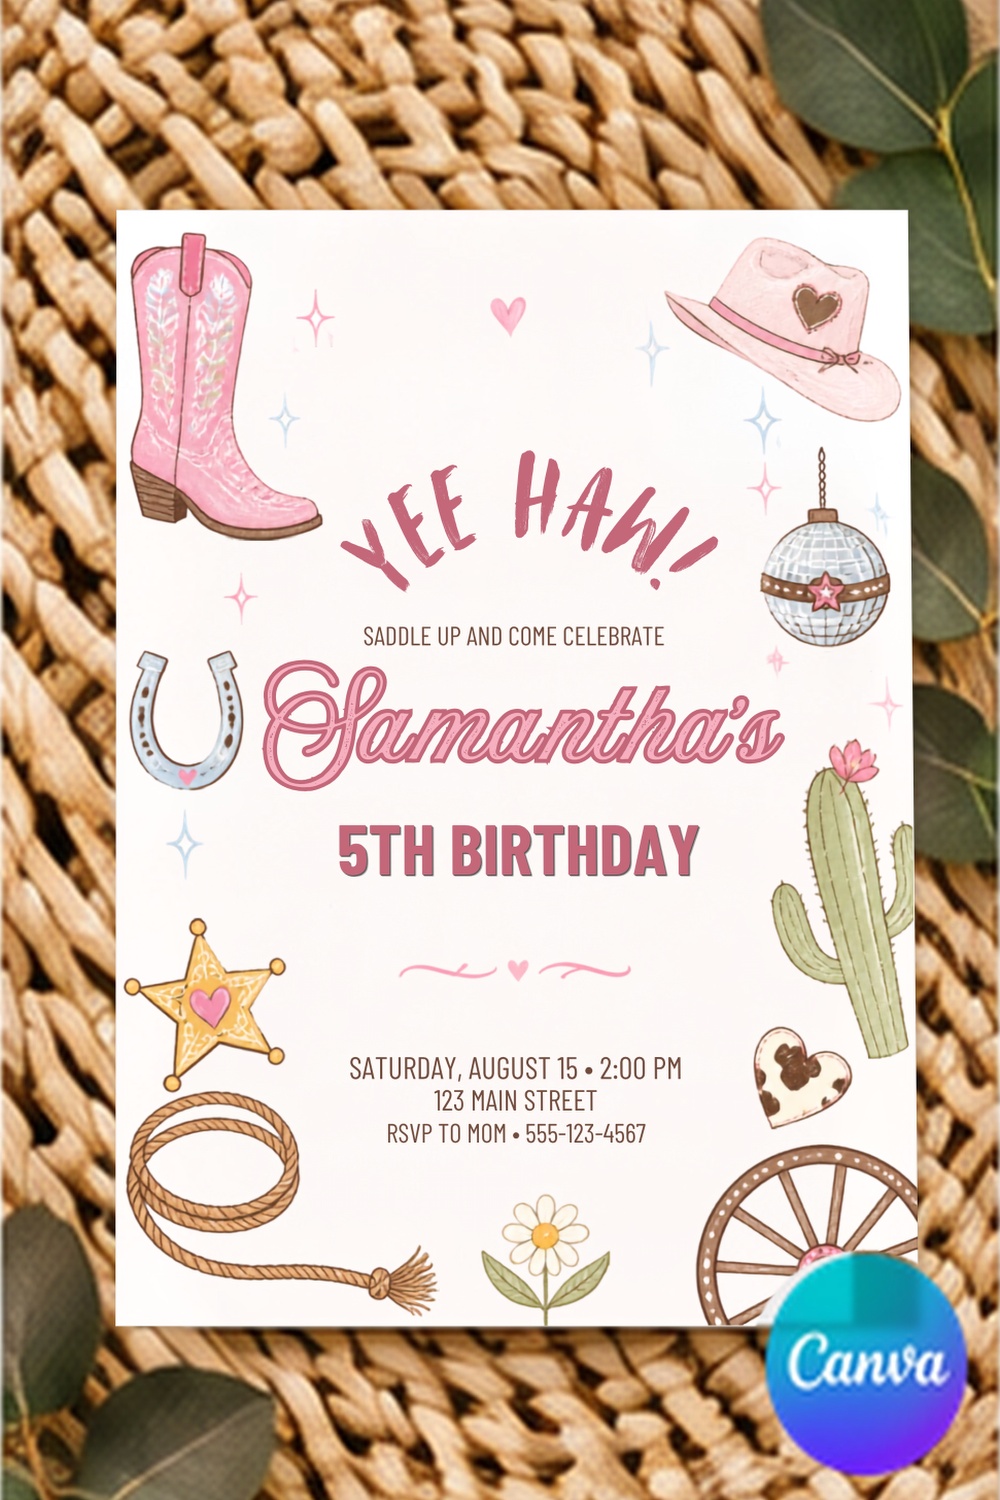 YEE HAW!
SADDLE UP AND COME CELEBRATE
Samantha's
5TH BIRTHDAY
SATURDAY, AUGUST 15 • 2:00 PM
123 MAIN STREET
RSVP TO MOM • 555-123-4567
Canva